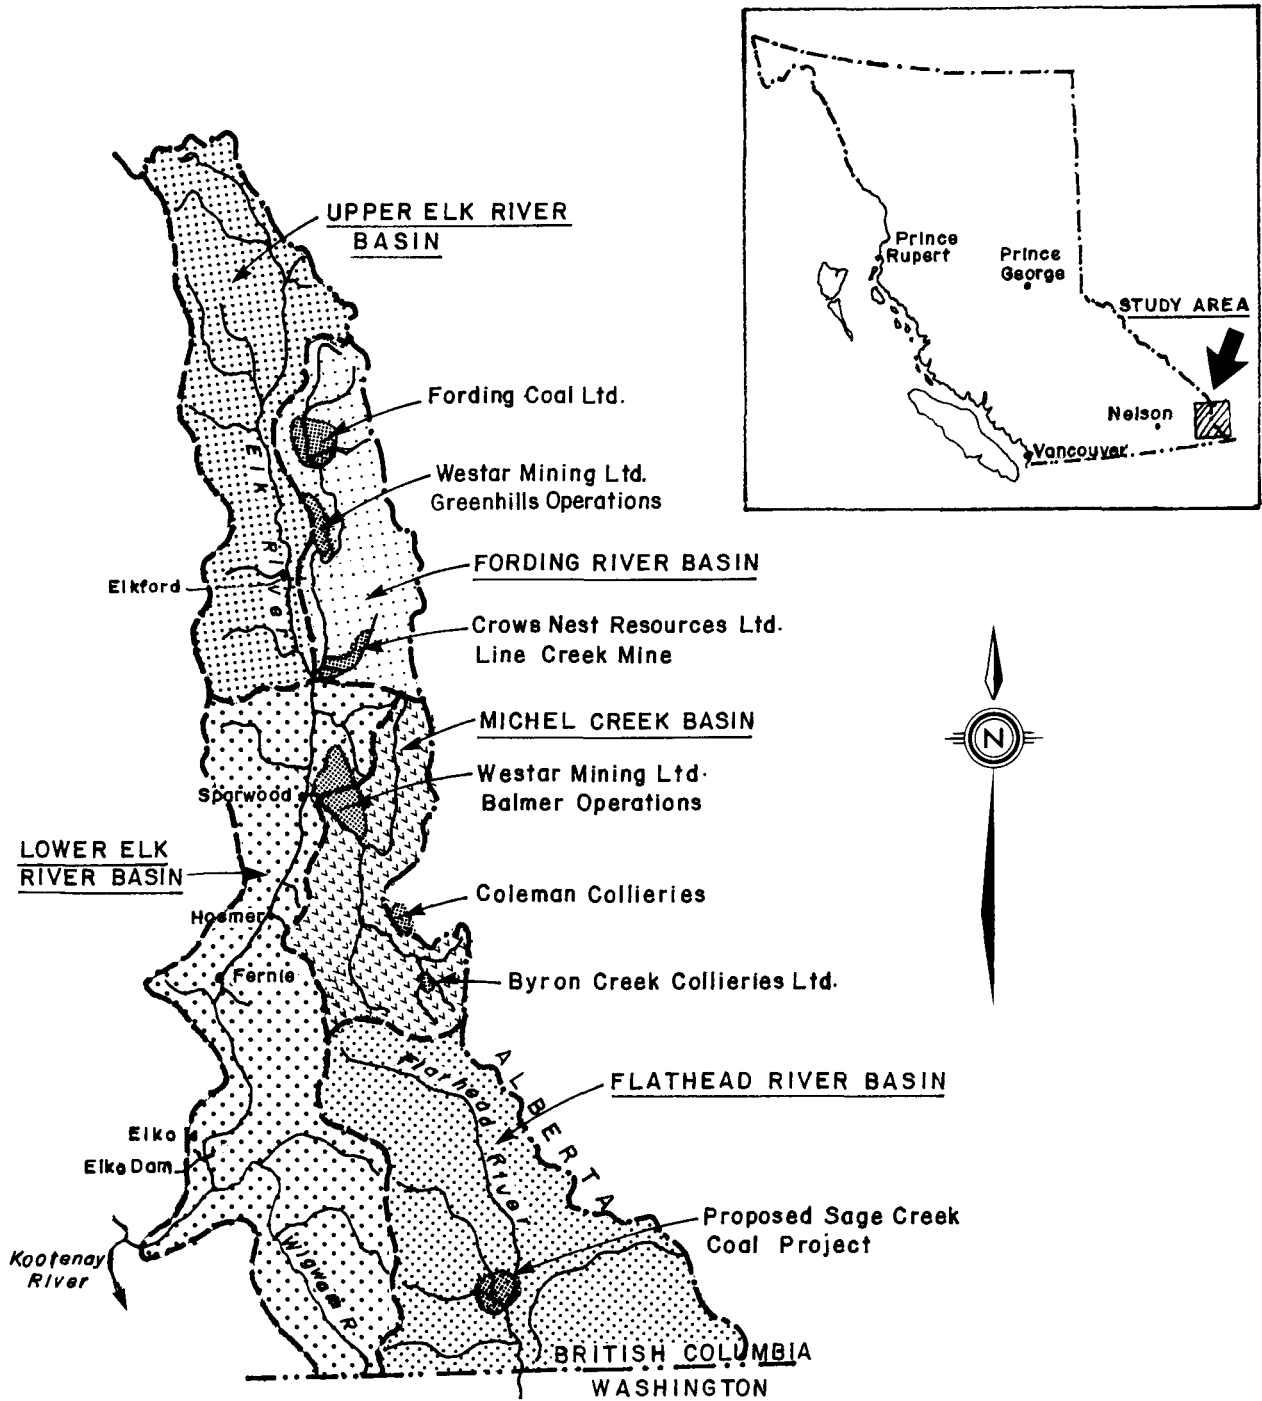 UPPER ELK RIVER
BASIN
Prince
Rupert
Prince
George
STUDY AREA
Nelson
Vancouver
Fording Coal Ltd.
Elk River
Westar Mining Ltd.
Greenhills Operations
FORDING RIVER BASIN
Elkford
Crows Nest Resources Ltd.
Line Creek Mine
MICHEL CREEK BASIN
Westar Mining Ltd.
Balmer Operations
Sparwood
N
LOWER ELK
RIVER BASIN
Coleman Collieries
Hosmer
Fernie
Byron Creek Collieries Ltd.
ALBERTA
Flathead River
FLATHEAD RIVER BASIN
Elko
Elko Dam
Proposed Sage Creek
Coal Project
Kootenay
River
Wigwam R.
BRITISH COLUMBIA
WASHINGTON